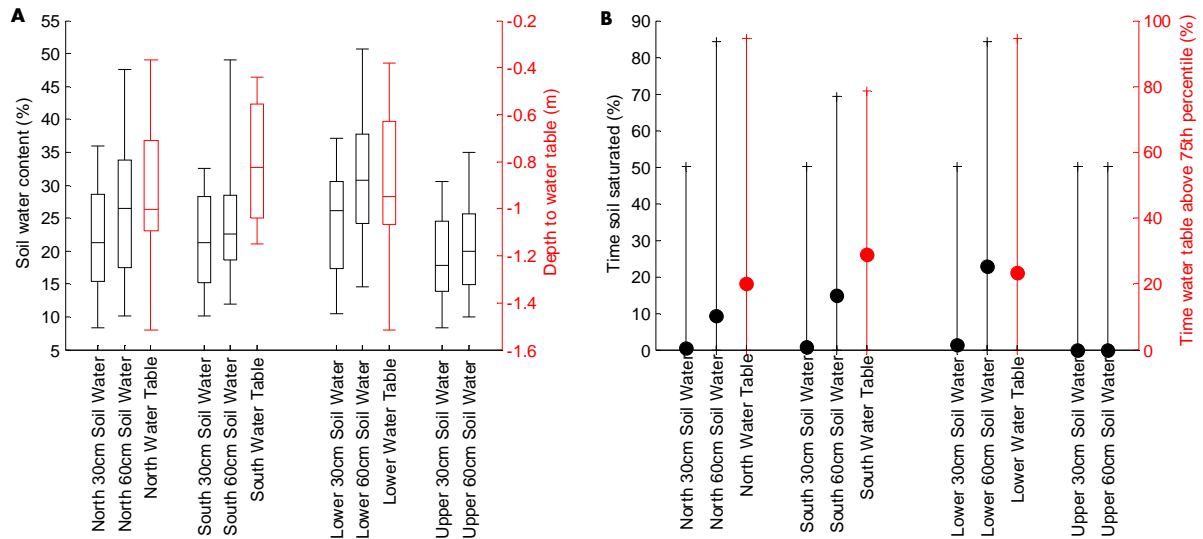 A
55
50
45
40
35
30
25
20
15
10
5
Soil water content (%)
-0.2
-0.4
-0.6
-0.8
-1
-1.2
-1.4
-1.6
Depth to water table (m)
North 30cm Soil Water
North 60cm Soil Water
North Water Table
South 30cm Soil Water
South 60cm Soil Water
South Water Table
Lower 30cm Soil Water
Lower 60cm Soil Water
Lower Water Table
Upper 30cm Soil Water
Upper 60cm Soil Water
B
90
80
70
60
50
40
30
20
10
0
Time soil saturated (%)
100
80
60
40
20
0
Time water table above 75th percentile (%)
North 30cm Soil Water
North 60cm Soil Water
North Water Table
South 30cm Soil Water
South 60cm Soil Water
South Water Table
Lower 30cm Soil Water
Lower 60cm Soil Water
Lower Water Table
Upper 30cm Soil Water
Upper 60cm Soil Water